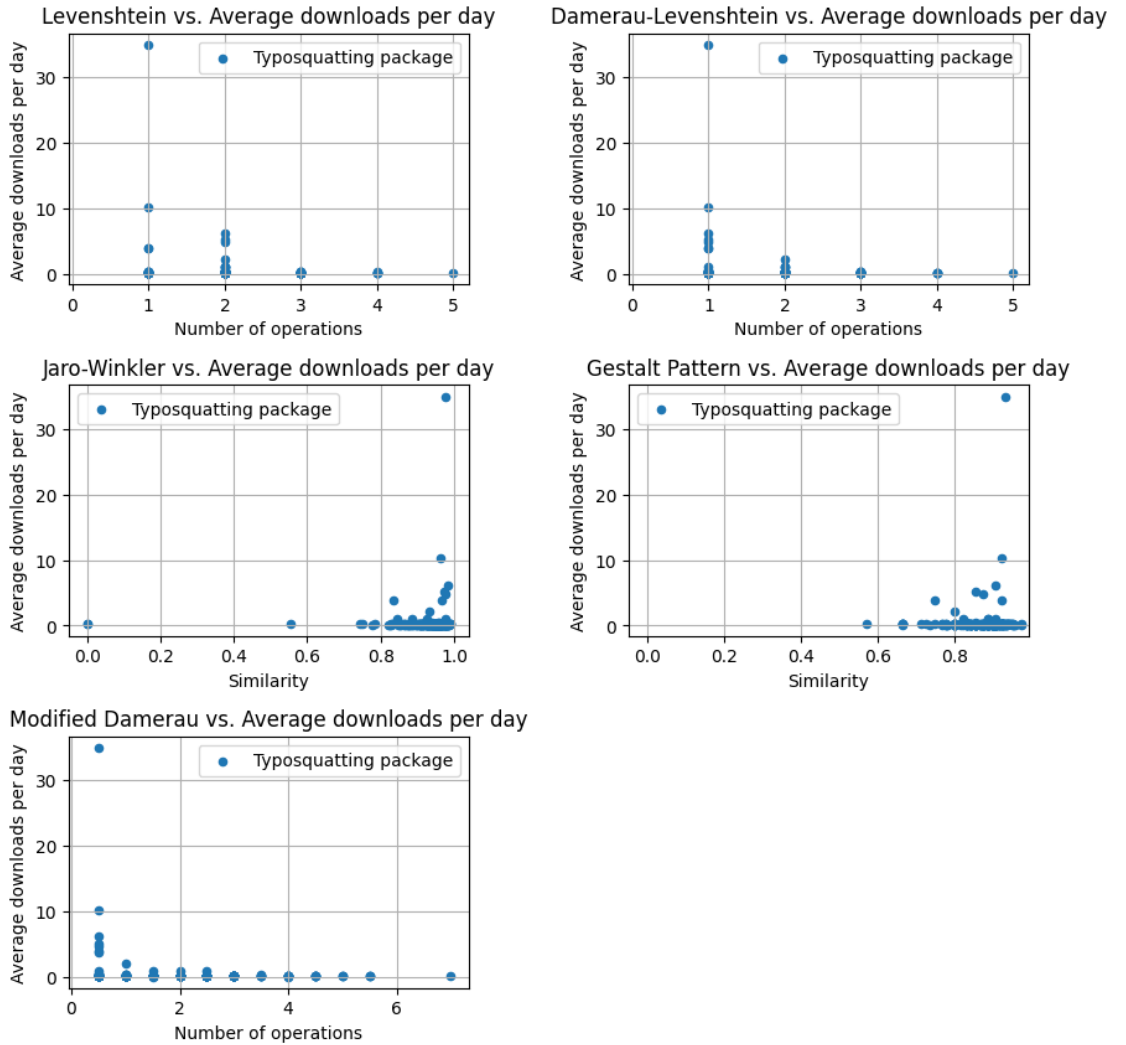 Levenshtein vs. Average downloads per day
Average downloads per day
30
20
10
0
Typosquatting package
0 1 2 3 4 5
Number of operations
Damerau-Levenshtein vs. Average downloads per day
Average downloads per day
30
20
10
0
Typosquatting package
0 1 2 3 4 5
Number of operations
Jaro-Winkler vs. Average downloads per day
Average downloads per day
30
20
10
0
Typosquatting package
0.0 0.2 0.4 0.6 0.8 1.0
Similarity
Gestalt Pattern vs. Average downloads per day
Average downloads per day
30
20
10
0
Typosquatting package
0.0 0.2 0.4 0.6 0.8
Similarity
Modified Damerau vs. Average downloads per day
Average downloads per day
30
20
10
0
Typosquatting package
0 2 4 6
Number of operations